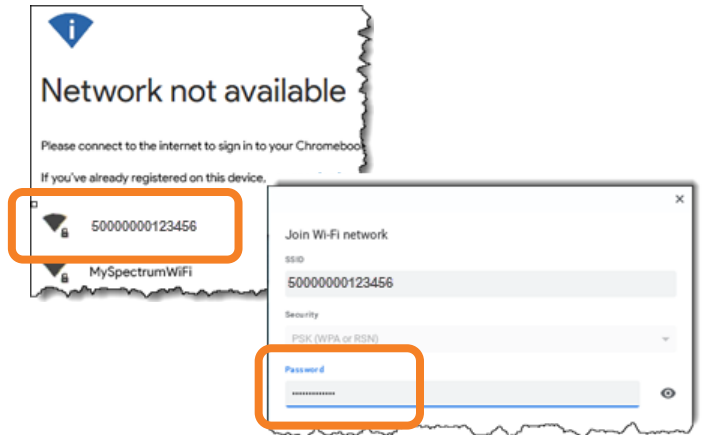 Network not available
Please connect to the internet to sign in to your Chromeboo
If you've already registered on this device.
50000000123456
MySpectrumWiFi
Join Wi-Fi network
SSID
50000000123456
Security
PSK (WPA or RSN)
Password